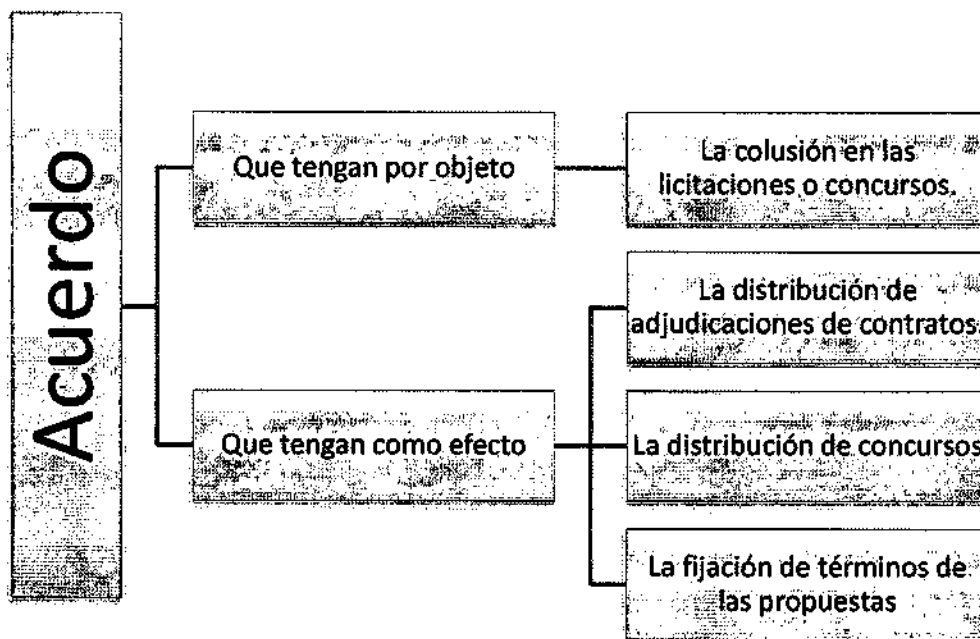 Acuerdo
Que tengan por objeto
La colusión en las
licitaciones o concursos.
Que tengan como efecto
La distribución de
adjudicaciones de contratos.
La distribución de concursos
La fijación de términos de
las propuestas